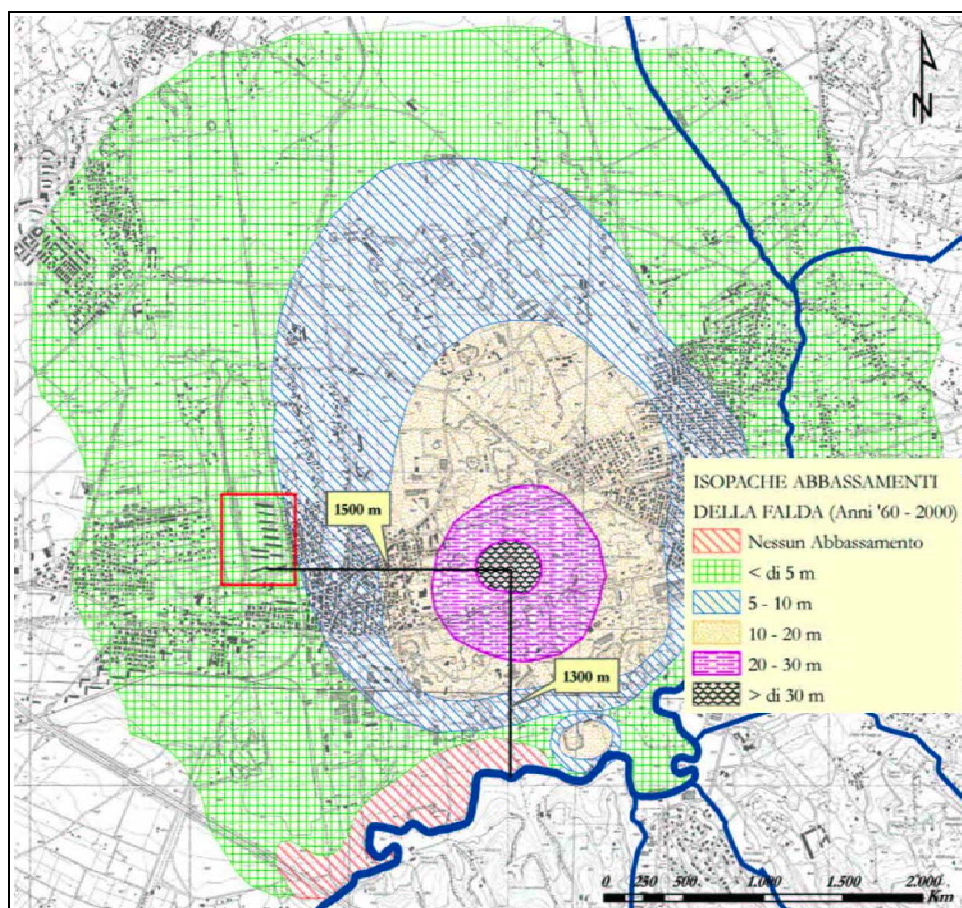 N
1500 m
ISOPACHE ABBASSAMENTI
DELLA FALDA (Anni '60 - 2000)
Nessun Abbassamento
< di 5 m
5 - 10 m
10 - 20 m
20 - 30 m
> di 30 m
1300 m
0 250 500 1.000 1.500 2.000
Km